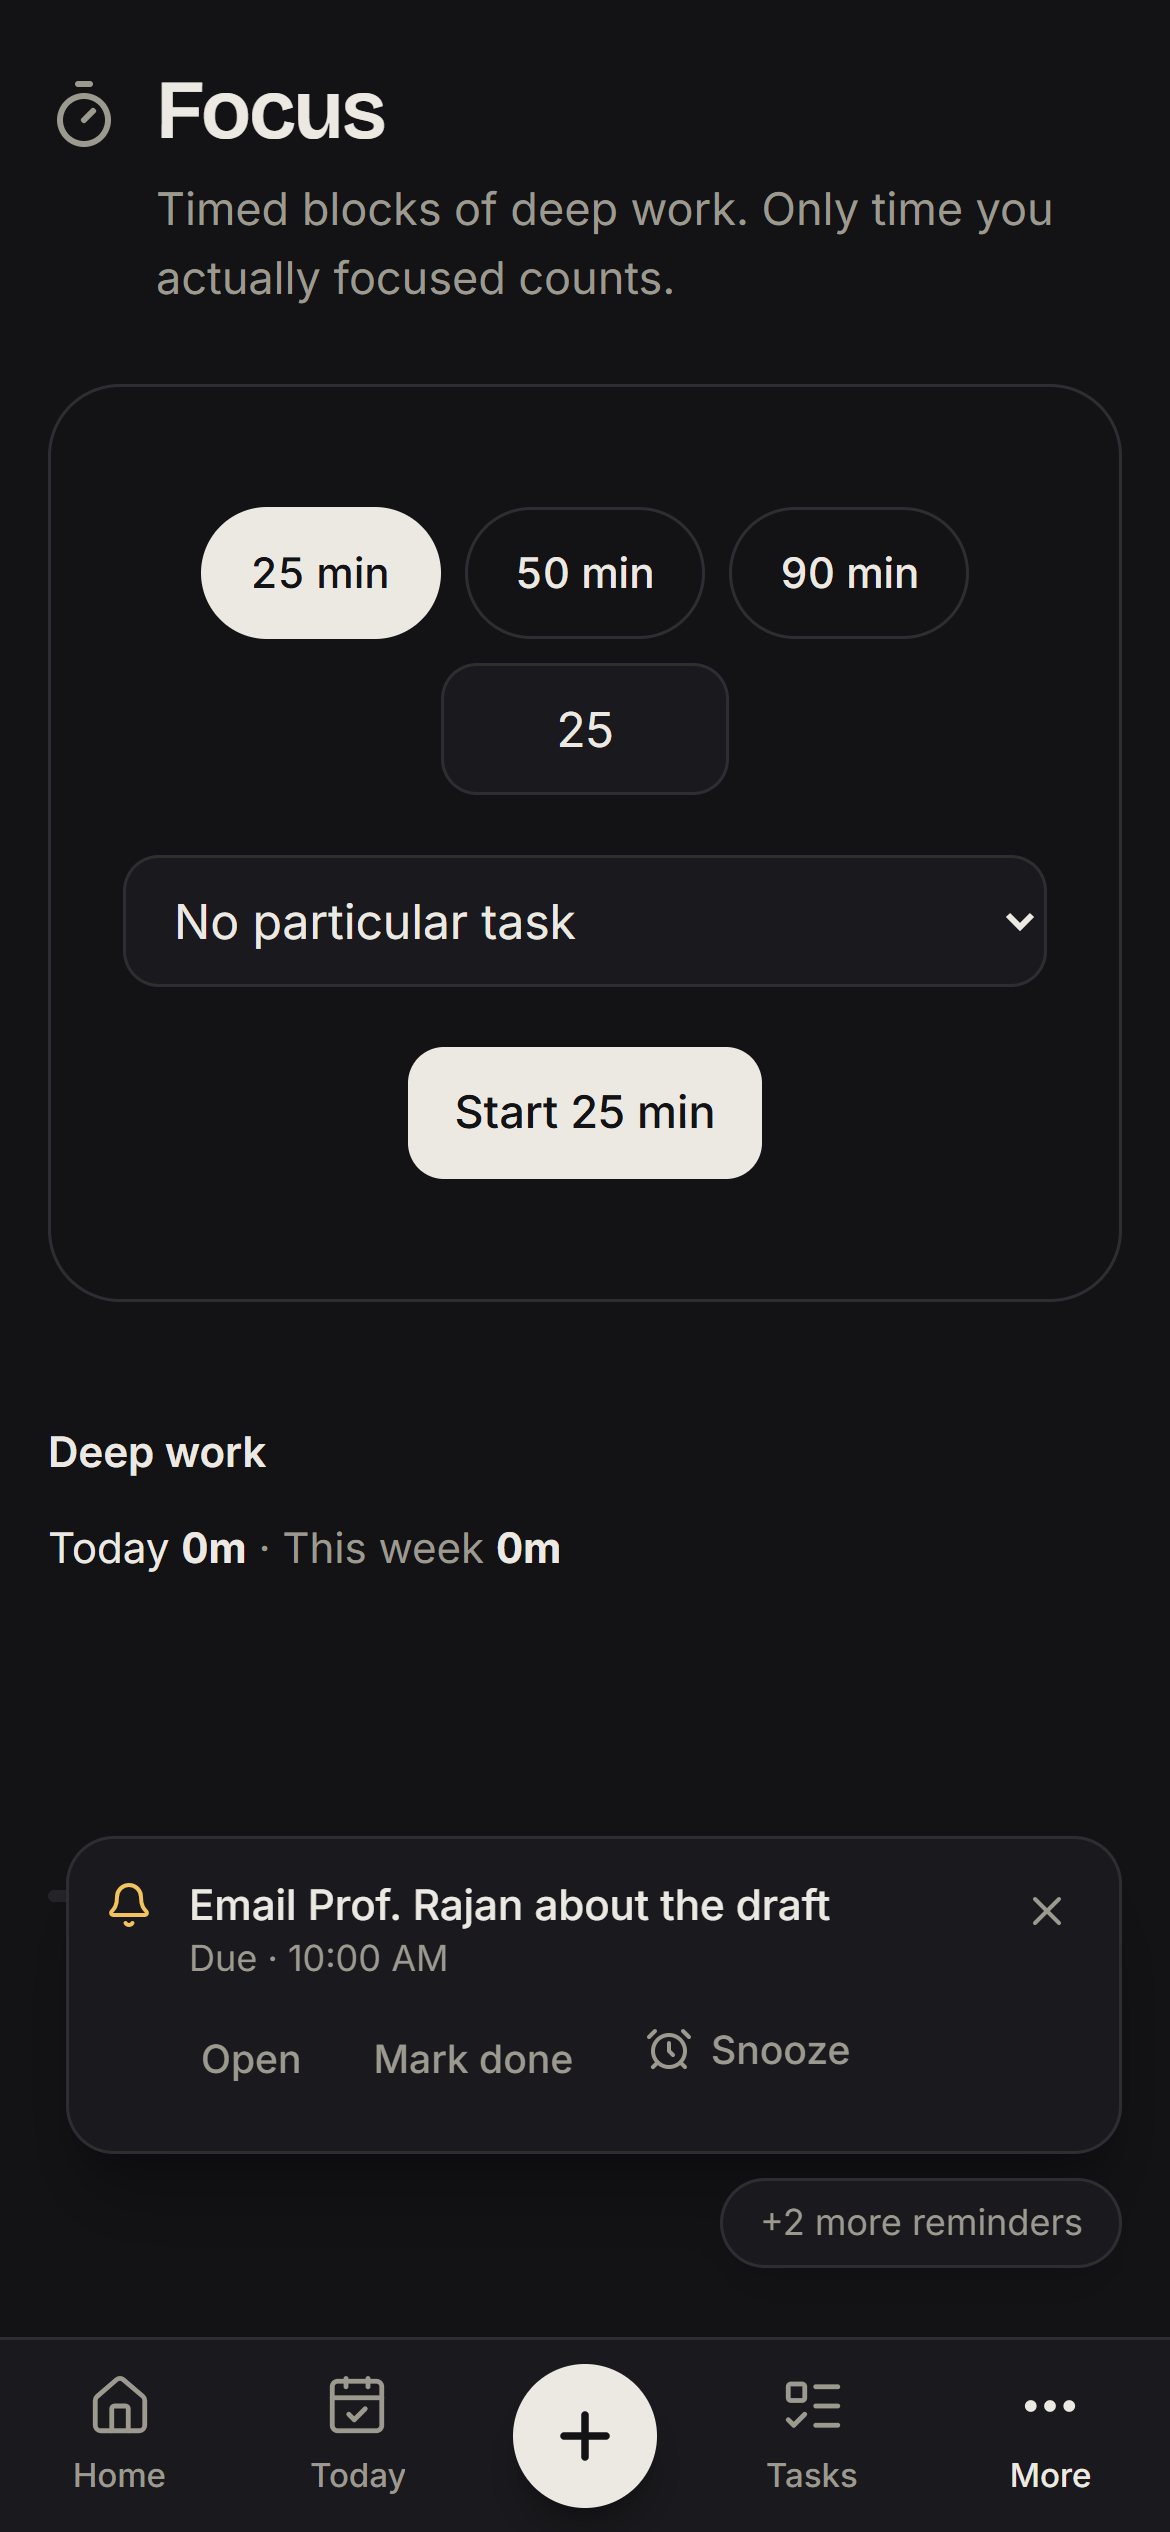 Focus
Timed blocks of deep work. Only time you
actually focused counts.
25 min
50 min
90 min
25
No particular task
Start 25 min
Deep work
Today 0m · This week 0m
Email Prof. Rajan about the draft
Due · 10:00 AM
Open
Mark done
Snooze
+2 more reminders
Home
Today
Tasks
More